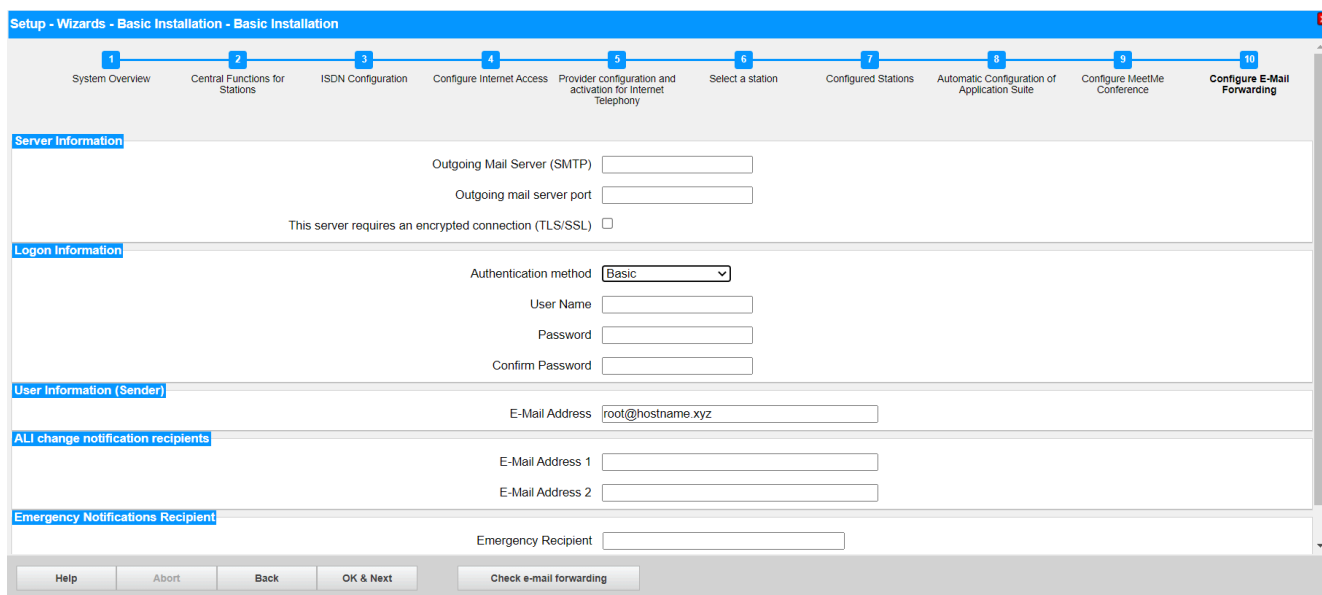 Setup - Wizards - Basic Installation - Basic Installation
1 2 3 4 5 6 7 8 9 10
System Overview
Central Functions for
Stations
ISDN Configuration
Configure Internet Access
Provider configuration and
activation for Internet
Telephony
Select a station
Configured Stations
Automatic Configuration of
Application Suite
Configure MeetMe
Conference
Configure E-Mail
Forwarding
Server Information
Outgoing Mail Server (SMTP)
Outgoing mail server port
This server requires an encrypted connection (TLS/SSL)
Logon Information
Authentication method Basic
User Name
Password
Confirm Password
User Information (Sender)
E-Mail Address root@hostname.xyz
ALI change notification recipients
E-Mail Address 1
E-Mail Address 2
Emergency Notifications Recipient
Emergency Recipient
Help Abort Back OK & Next Check e-mail forwarding